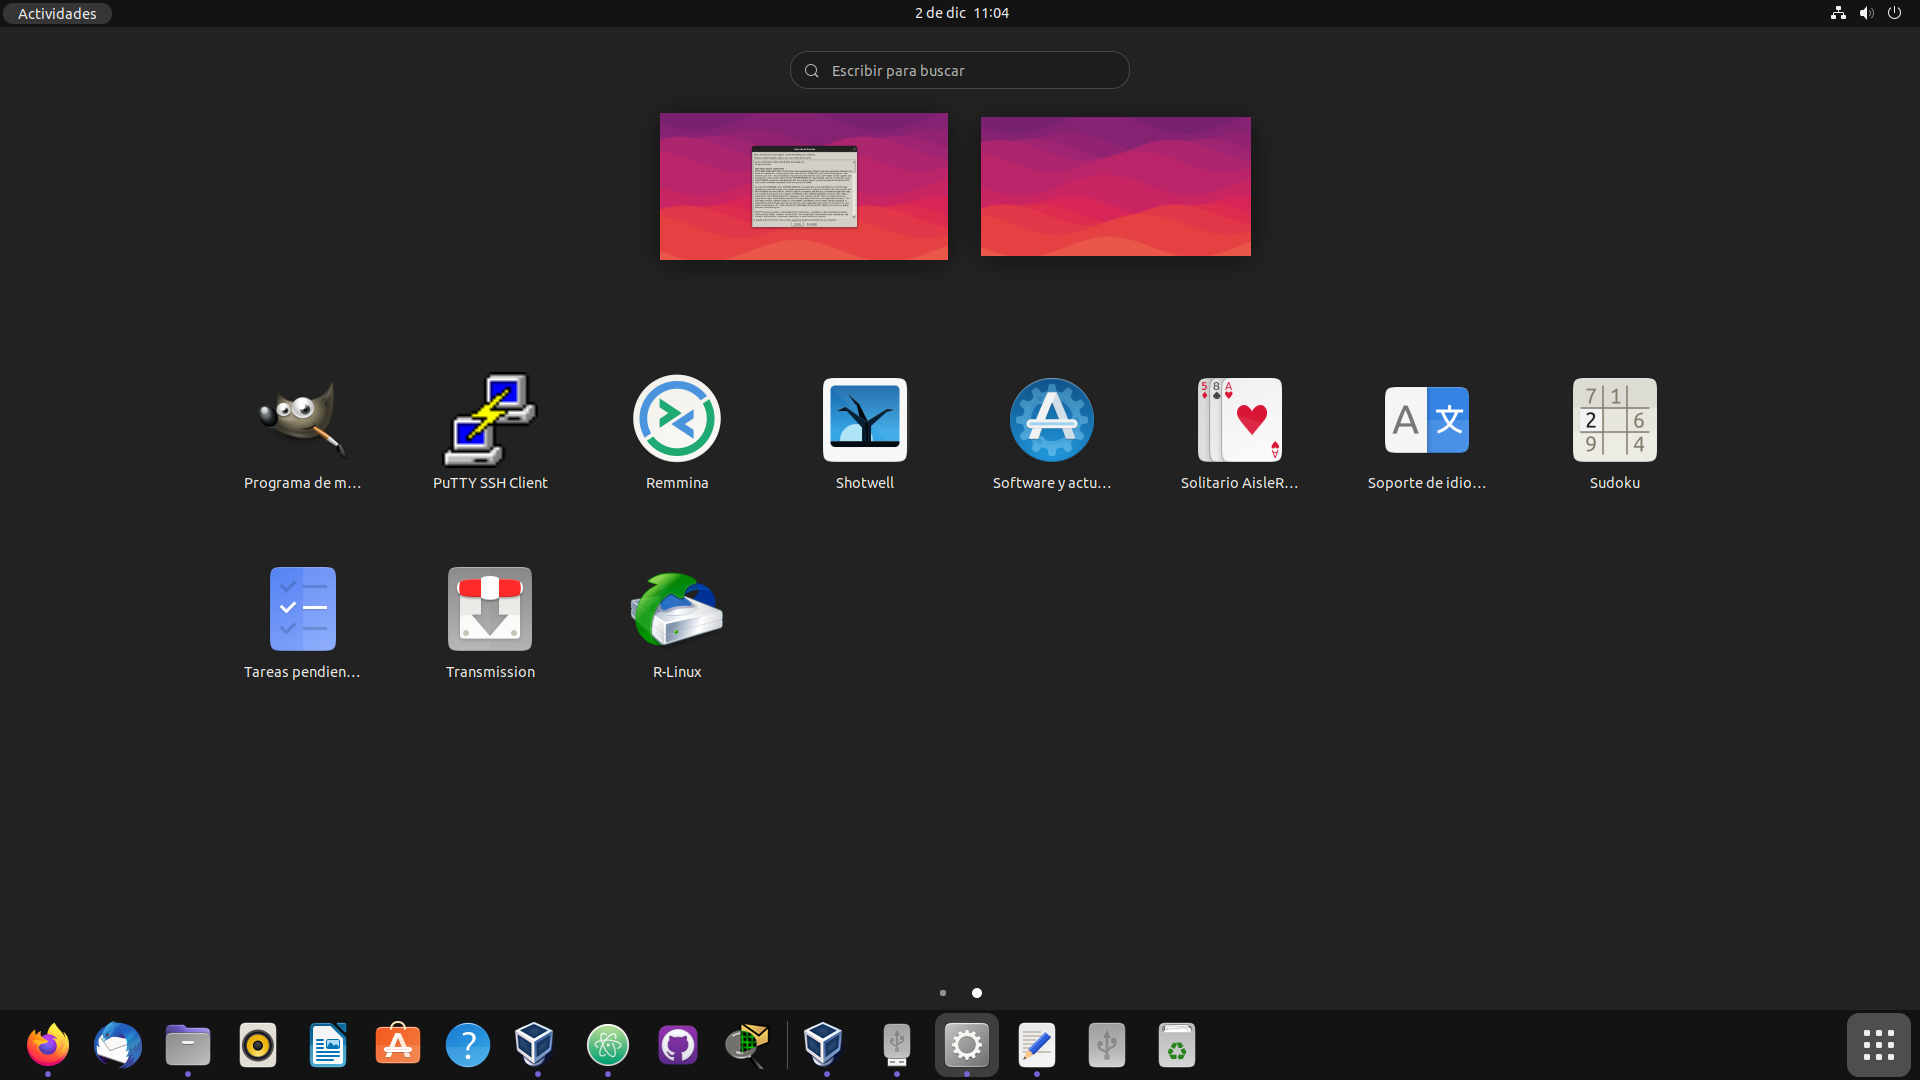 Actividades
2 de dic 11:04
Escribir para buscar
Programa de m...
PuTTY SSH Client
Remmina
Shotwell
Software y actu...
Solitario AisleR...
Soporte de idio...
Sudoku
Tareas pendien...
Transmission
R-Linux